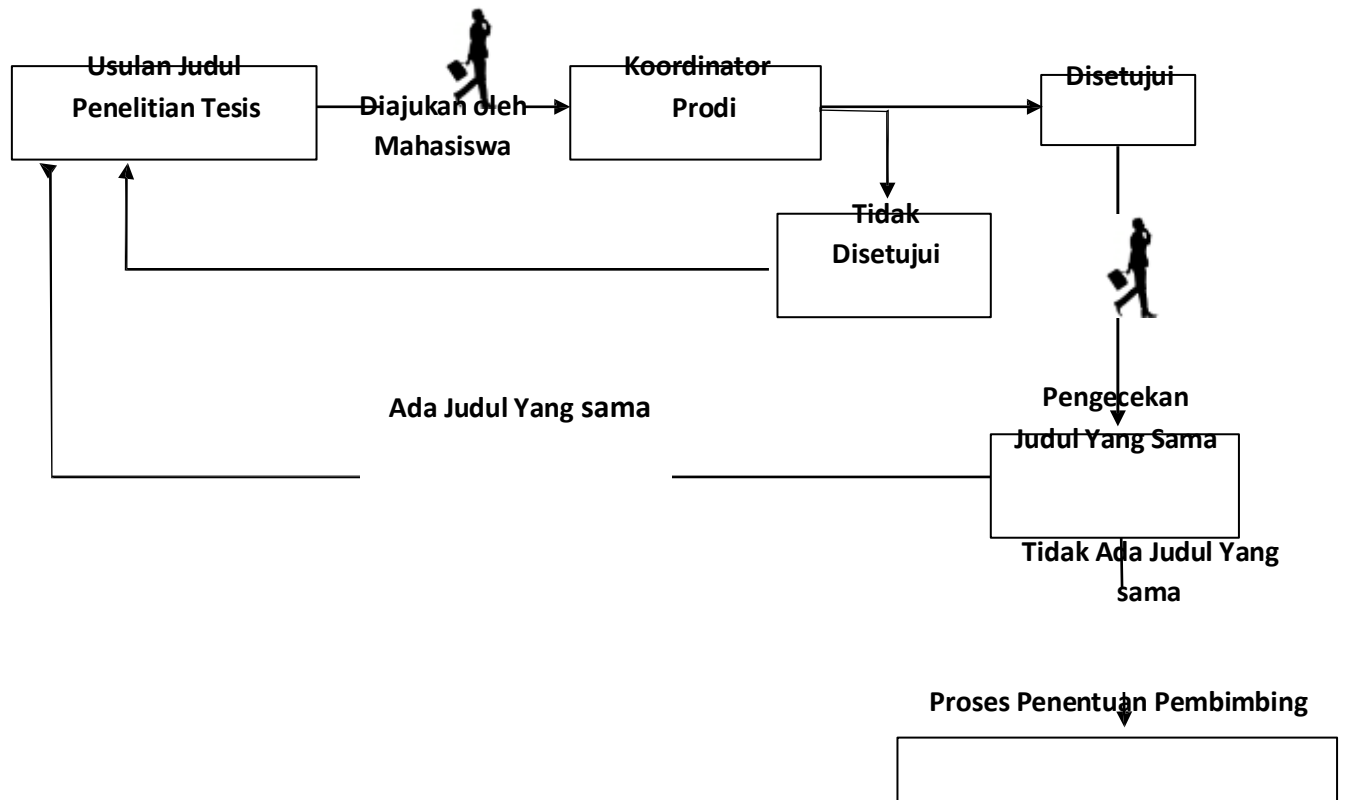 Usulan Judul
Penelitian Tesis
Diajukan oleh
Mahasiswa
Koordinator
Prodi
Disetujui
Tidak
Disetujui
Ada Judul Yang sama
Pengecekan
Judul Yang Sama
Tidak Ada Judul Yang
sama
Proses Penentuan Pembimbing